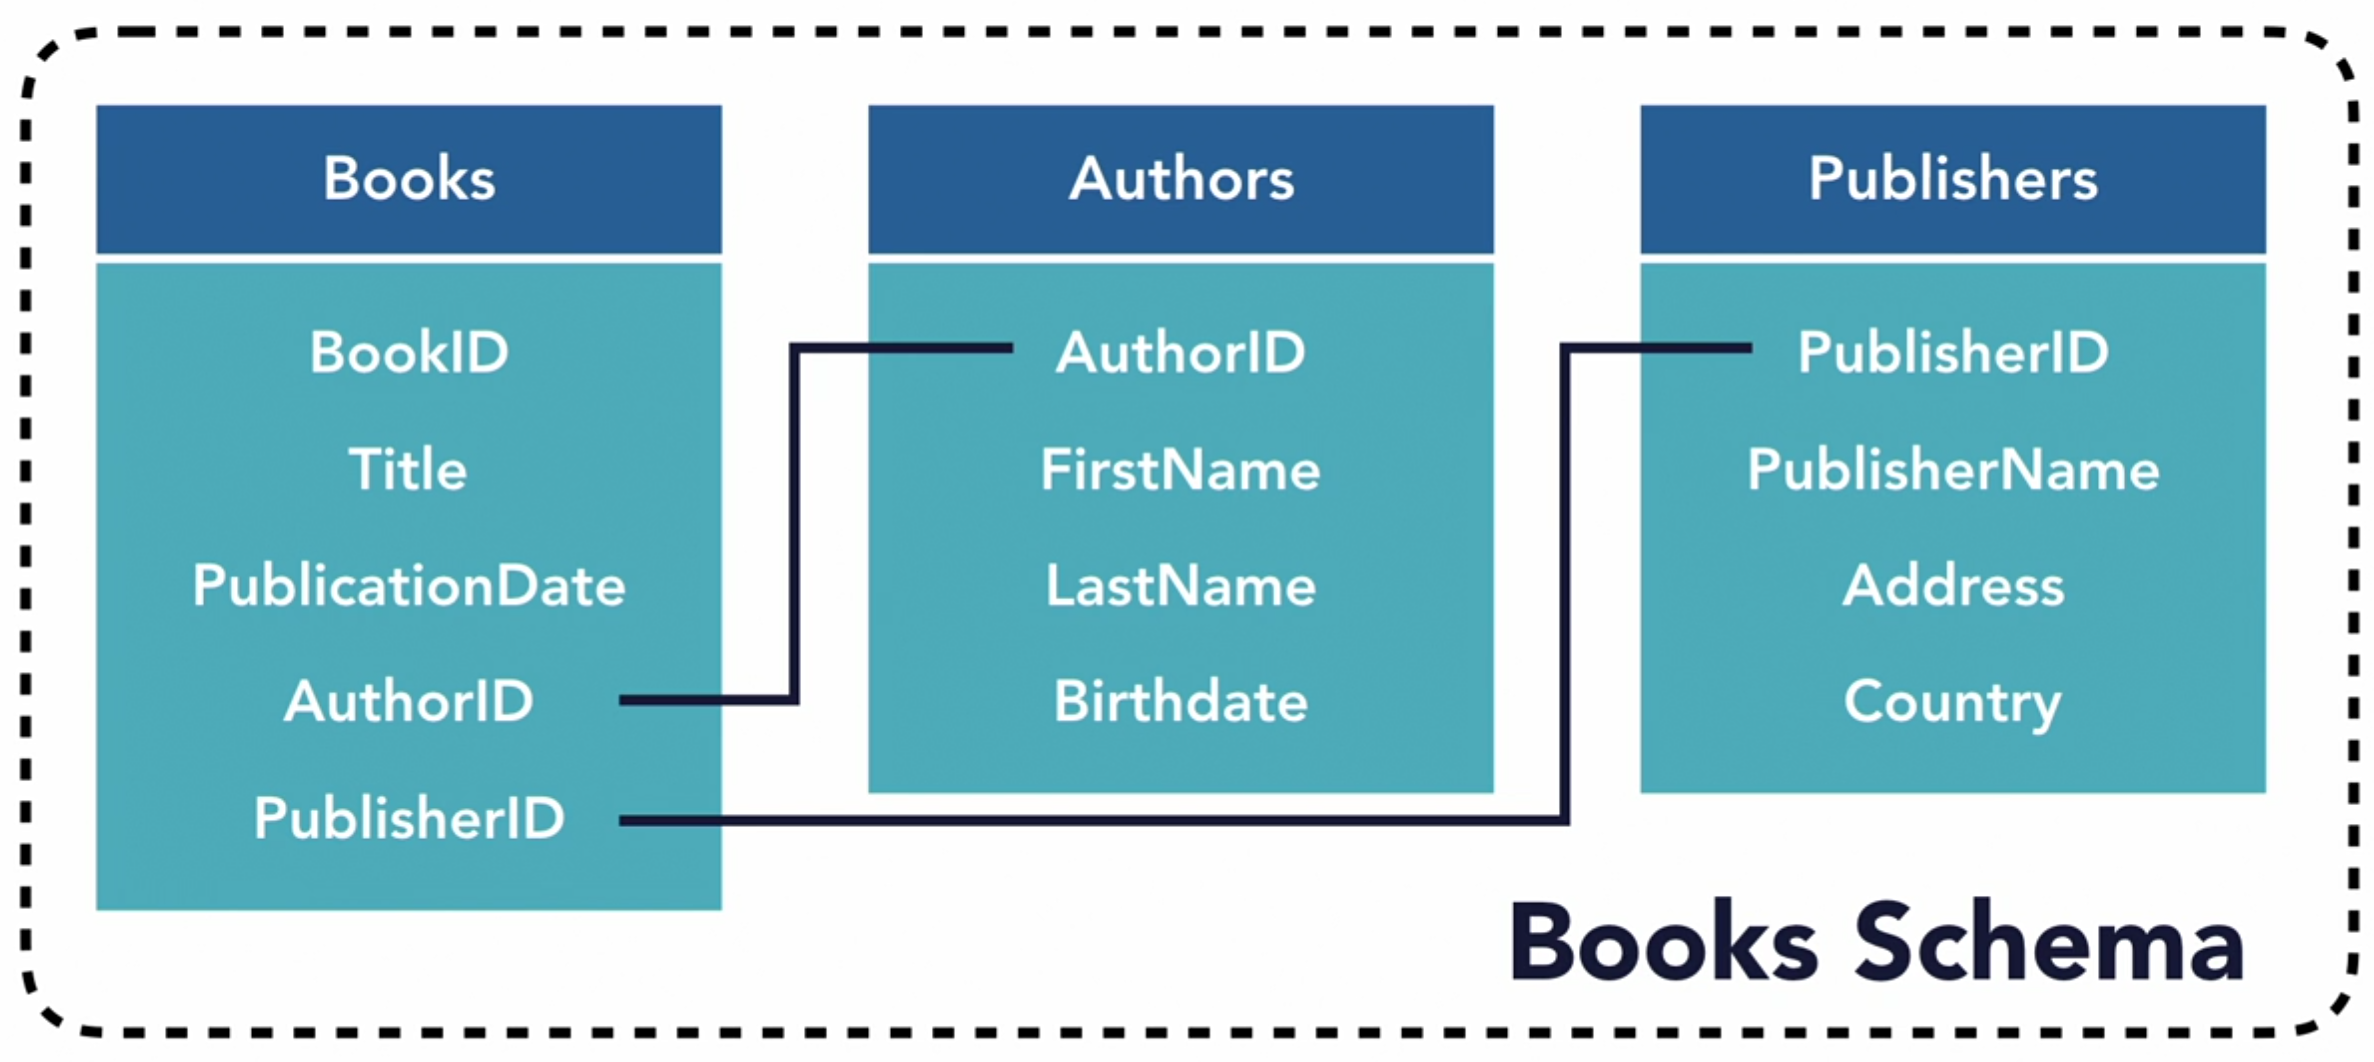 Books
BookID
Title
PublicationDate
AuthorID
PublisherID
Authors
AuthorID
FirstName
LastName
Birthdate
Publishers
PublisherID
PublisherName
Address
Country
Books Schema